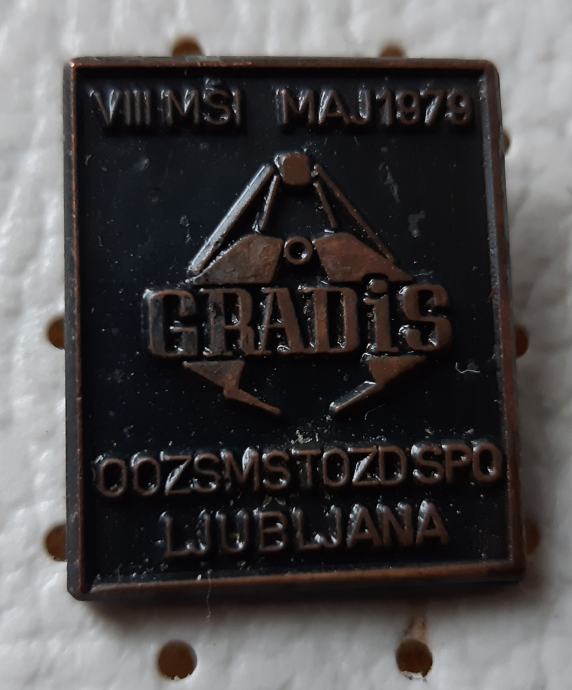 VIII MŠI MAJ 1979
GRADiS
OOZSMS TOZD SPO
LJUBLJANA